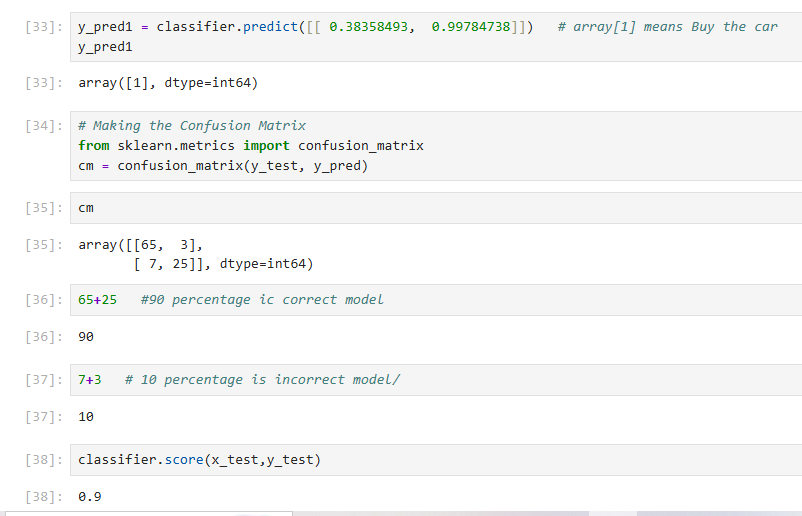 [33]: y_pred1 = classifier.predict([[ 0.38358493,  0.99784738]])   # array[1] means Buy the car
y_pred1
[33]: array([1], dtype=int64)
[34]: # Making the Confusion Matrix
from sklearn.metrics import confusion_matrix
cm = confusion_matrix(y_test, y_pred)
[35]: cm
[35]: array([[65,  3],
       [ 7, 25]], dtype=int64)
[36]: 65+25   #90 percentage ic correct model
[36]: 90
[37]: 7+3   # 10 percentage is incorrect model/
[37]: 10
[38]: classifier.score(x_test,y_test)
[38]: 0.9